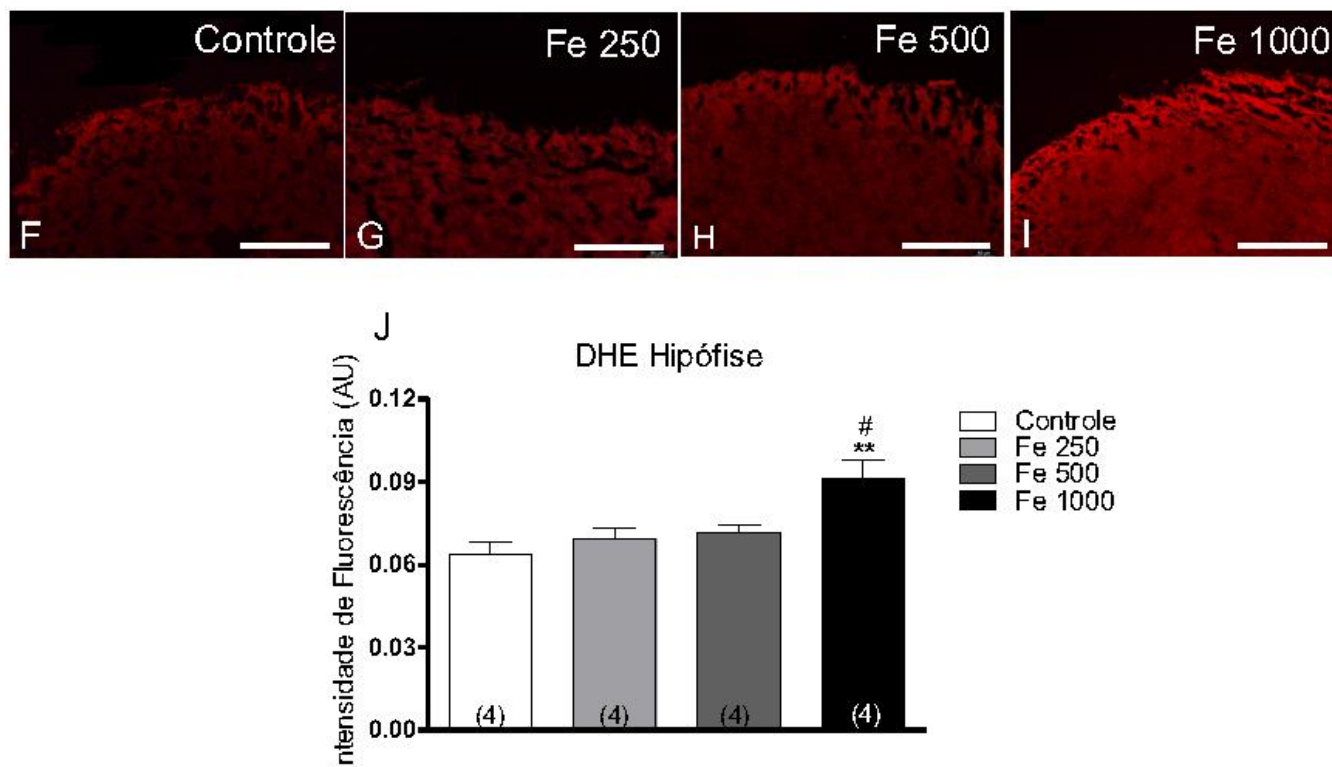 Controle
Fe 250
Fe 500
Fe 1000
F
G
H
I
J
DHE Hipófise
ntensidade de Fluorescência (AU)
0.12
0.09
0.06
0.03
0.00
#
**
(4)
(4)
(4)
(4)
Controle
Fe 250
Fe 500
Fe 1000